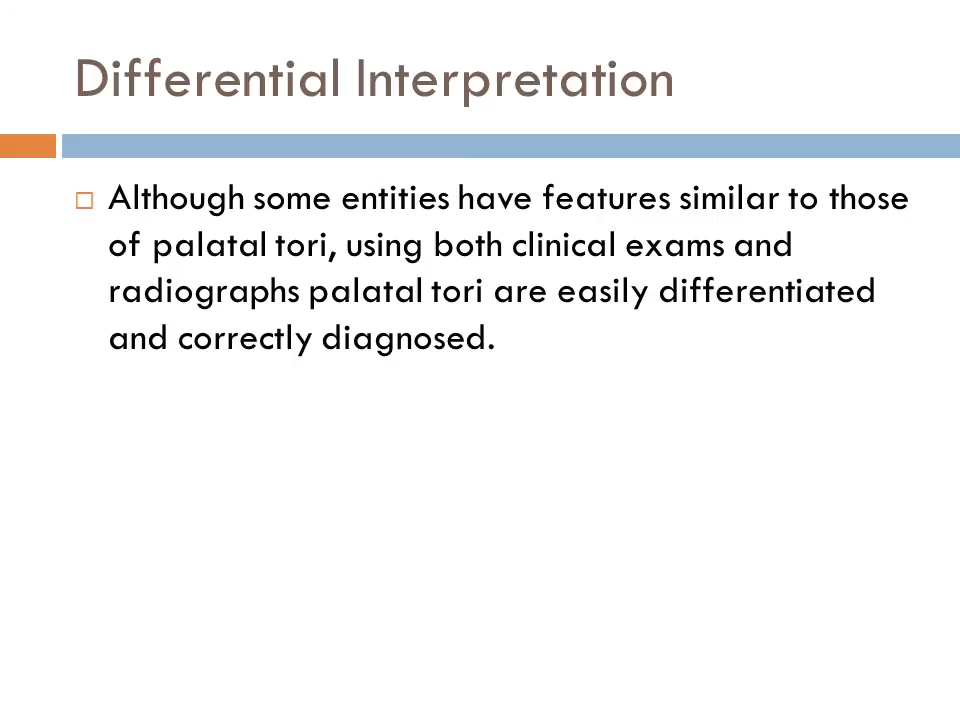 Differential Interpretation
Although some entities have features similar to those
of palatal tori, using both clinical exams and
radiographs palatal tori are easily differentiated
and correctly diagnosed.